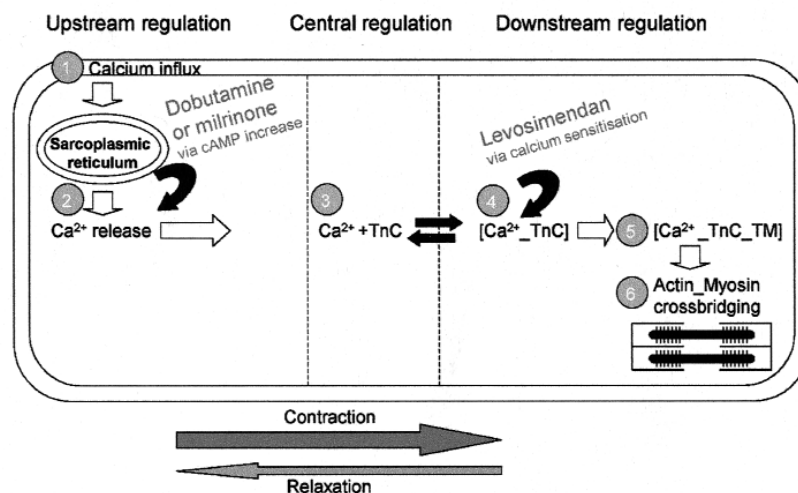 Upstream regulation
Central regulation
Downstream regulation
1 Calcium influx
Dobutamine
or milrinone
via cAMP increase
Sarcoplasmic
reticulum
Levosimendan
via calcium sensitisation
2
Ca²⁺ release
3
Ca²⁺ +TnC
4
[Ca²⁺_TnC]
5 [Ca²⁺_TnC_TM]
6 Actin_Myosin
crossbridging
Contraction
Relaxation